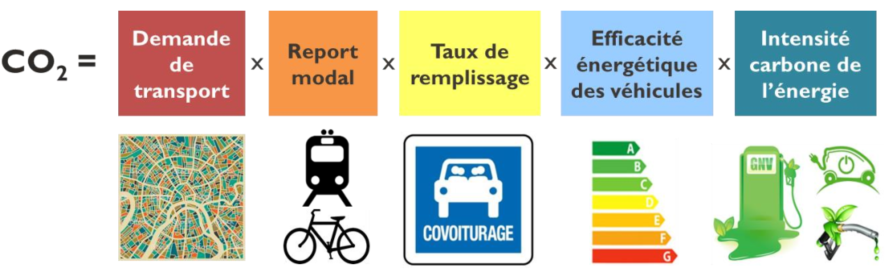 CO₂ =
Demande
de
transport
x
Report
modal
x
Taux de
remplissage
x
Efficacité
énergétique
des véhicules
x
Intensité
carbone de
l'énergie
COVOITURAGE
A
B
C
D
E
F
G
GNV